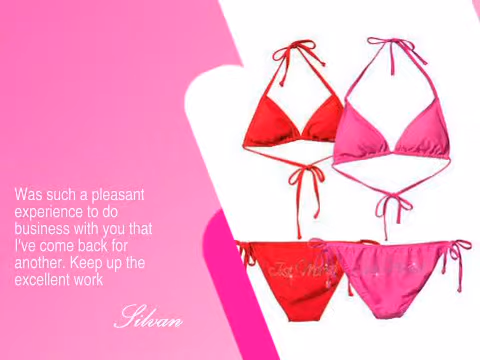 Was such a pleasant
experience to do
business with you that
I've come back for
another. Keep up the
excellent work
Silvan